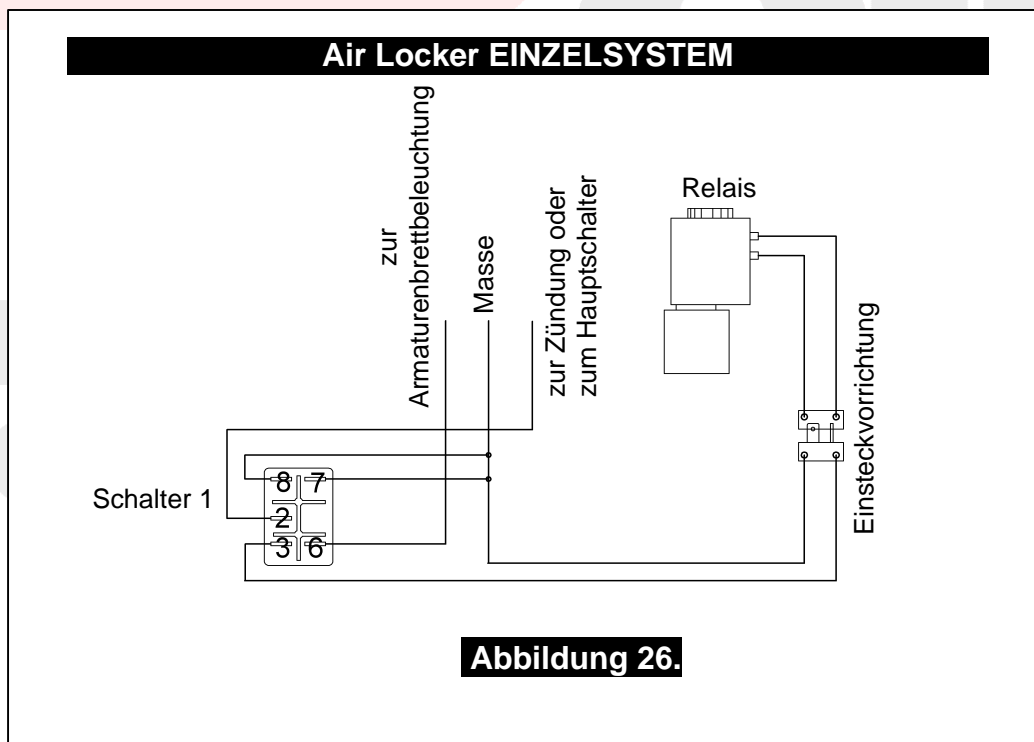 Air Locker EINZELSYSTEM
zur
Armaturenbrettbeleuchtung
Masse
zur Zündung oder
zum Hauptschalter
Relais
Einsteckvorrichtung
Schalter 1
8 7
2
3 6
Abbildung 26.